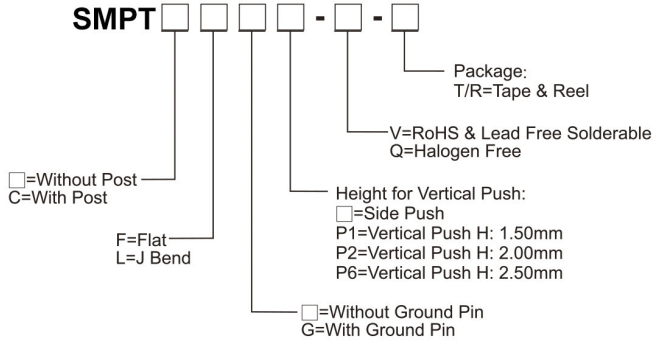 SMPT□□□□-□-□
Package:
T/R=Tape & Reel
V=RoHS & Lead Free Solderable
Q=Halogen Free
□=Without Post
C=With Post
Height for Vertical Push:
□=Side Push
P1=Vertical Push H: 1.50mm
P2=Vertical Push H: 2.00mm
P6=Vertical Push H: 2.50mm
F=Flat
L=J Bend
□=Without Ground Pin
G=With Ground Pin